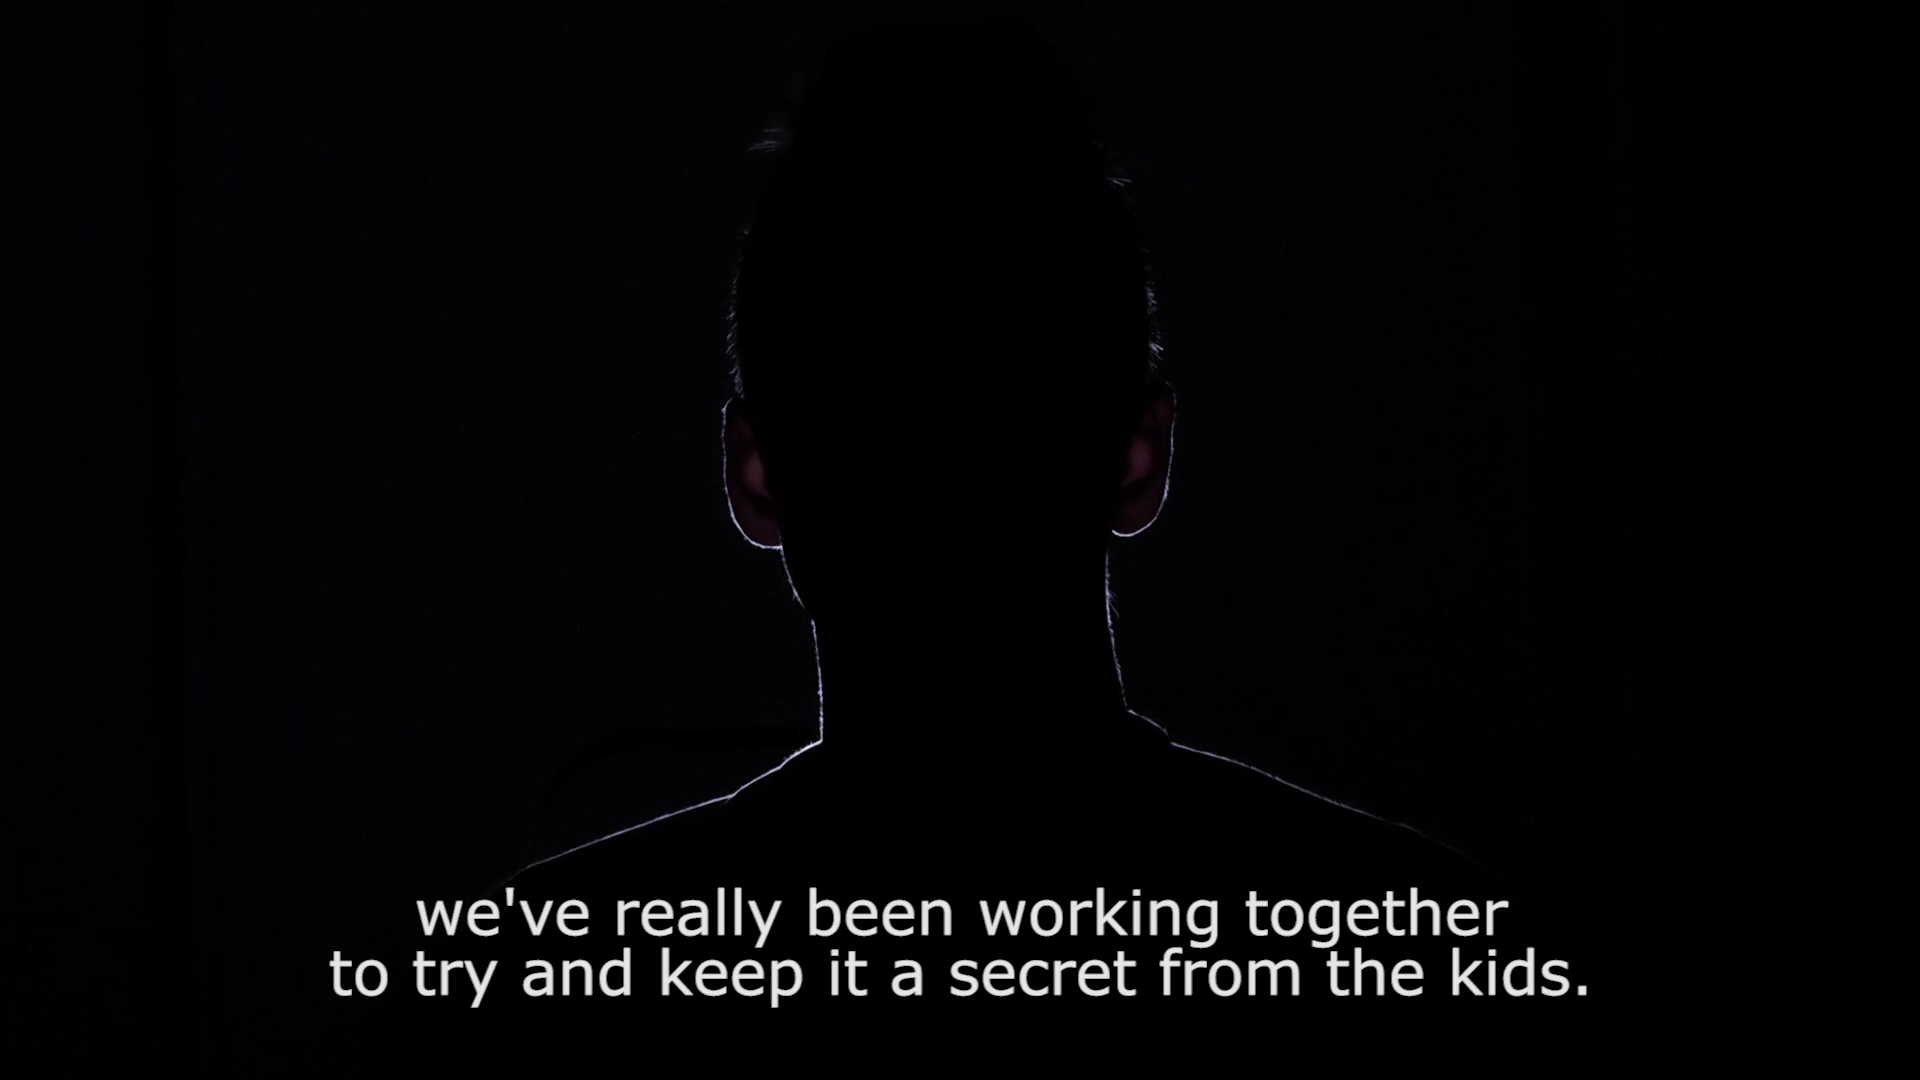 we've really been working together
to try and keep it a secret from the kids.